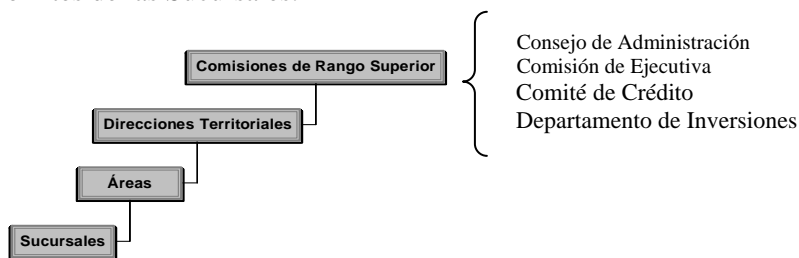 Comisiones de Rango Superior
Consejo de Administración
Comisión de Ejecutiva
Comité de Crédito
Departamento de Inversiones
Direcciones Territoriales
Áreas
Sucursales